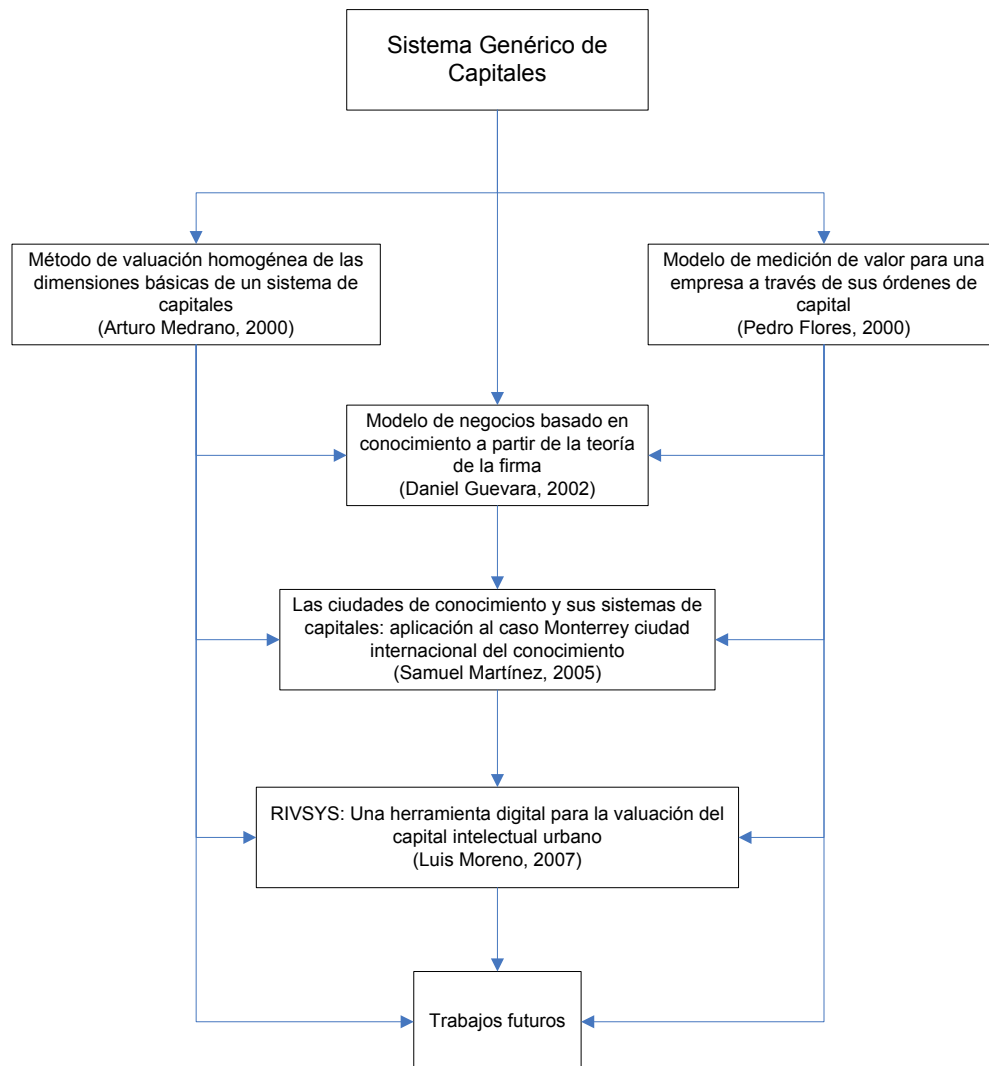 Sistema Genérico de
Capitales
Método de valuación homogénea de las
dimensiones básicas de un sistema de
capitales
(Arturo Medrano, 2000)
Modelo de medición de valor para una
empresa a través de sus órdenes de
capital
(Pedro Flores, 2000)
Modelo de negocios basado en
conocimiento a partir de la teoría
de la firma
(Daniel Guevara, 2002)
Las ciudades de conocimiento y sus sistemas de
capitales: aplicación al caso Monterrey ciudad
internacional del conocimiento
(Samuel Martínez, 2005)
RIVSYS: Una herramienta digital para la valuación del
capital intelectual urbano
(Luis Moreno, 2007)
Trabajos futuros